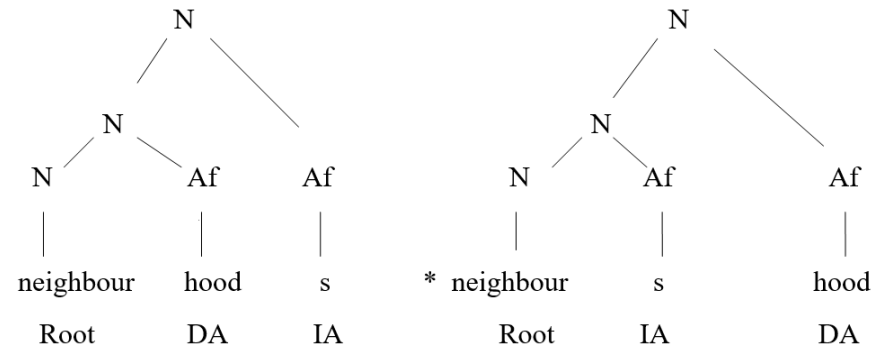 N N
N N
N Af Af N Af Af
neighbour hood s * neighbour s hood
Root DA IA Root IA DA